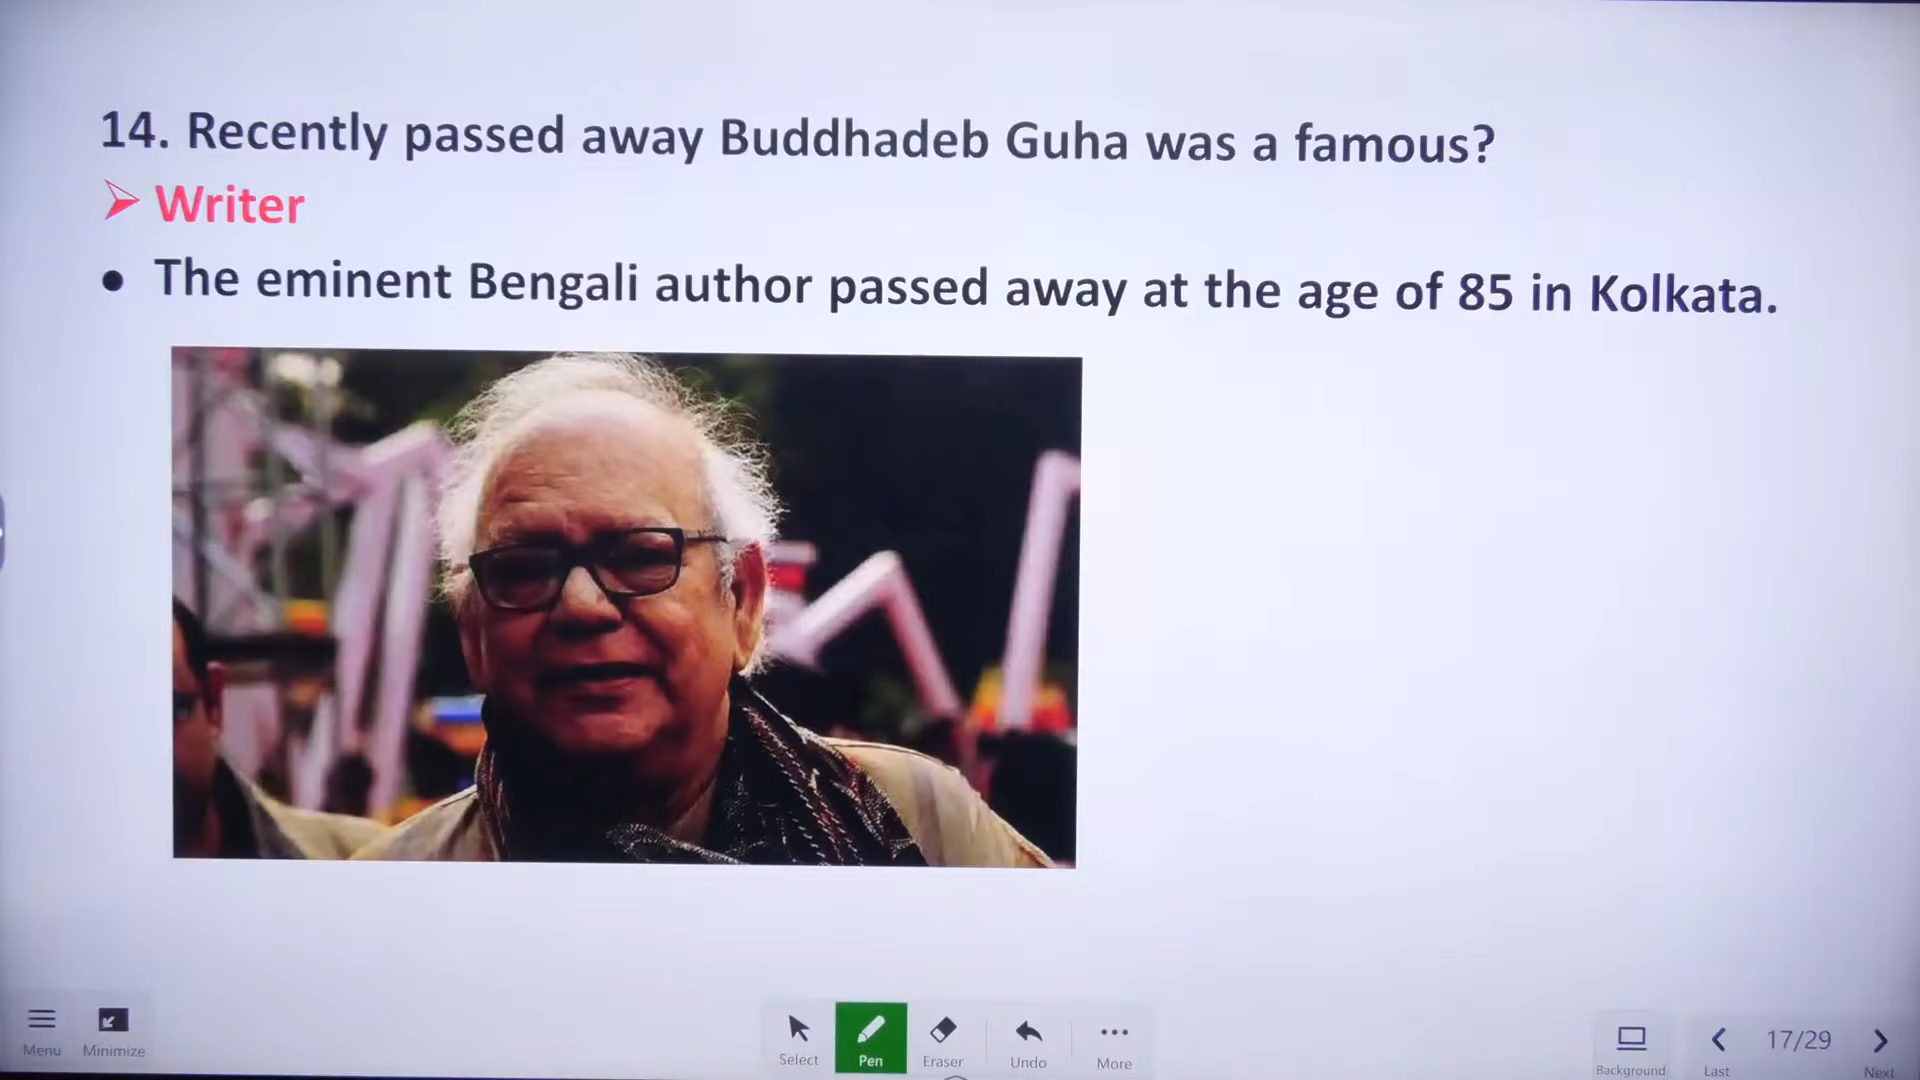 14. Recently passed away Buddhadeb Guha was a famous?
Writer
The eminent Bengali author passed away at the age of 85 in Kolkata.
Menu
Minimize
Select
Pen
Eraser
Undo
More
Background
Last
17/29
Next